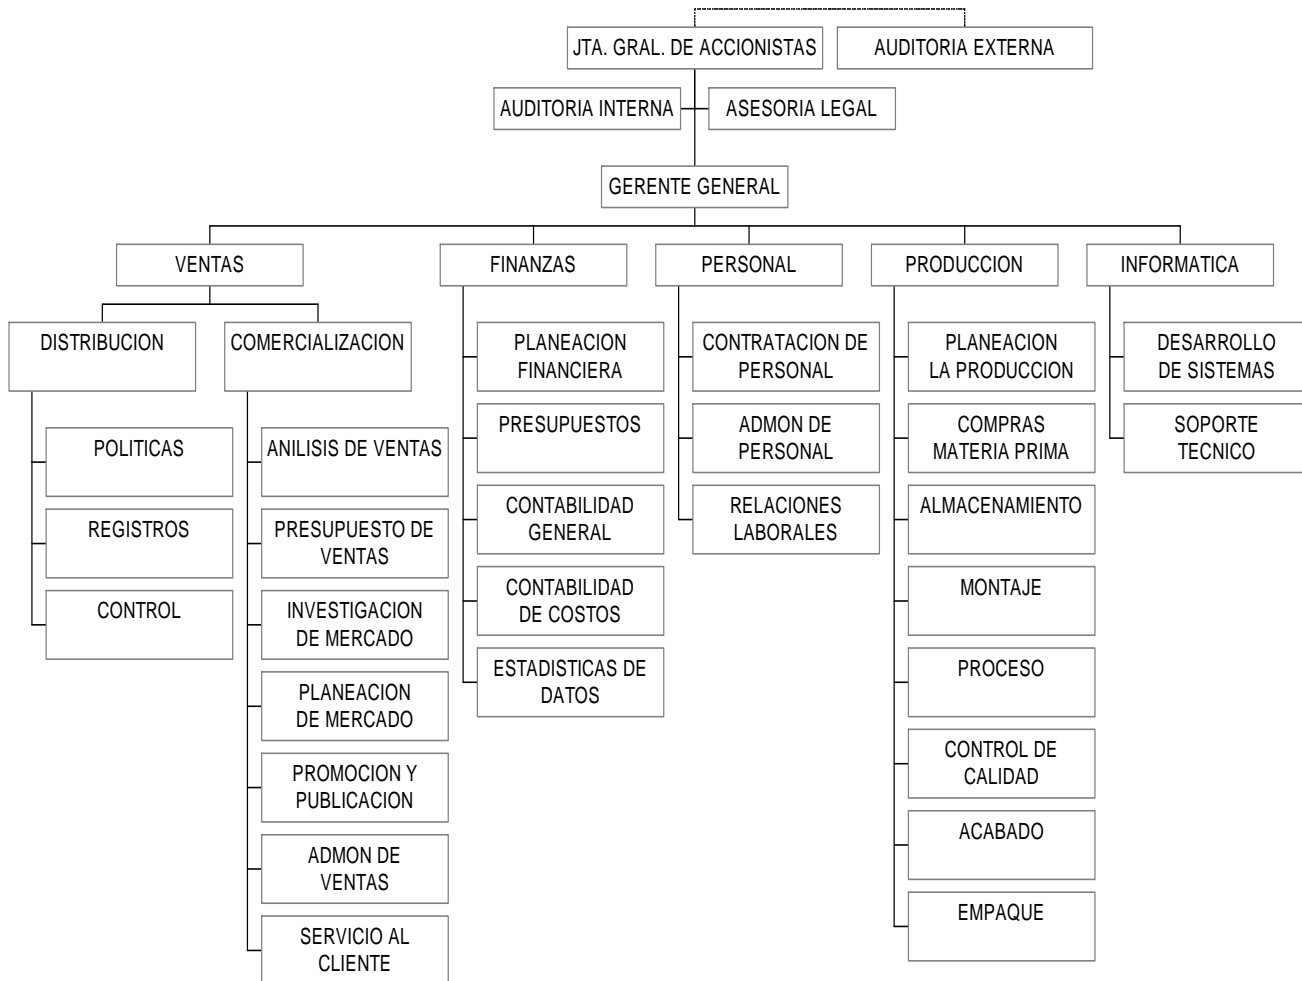 JTA. GRAL. DE ACCIONISTAS
AUDITORIA EXTERNA
AUDITORIA INTERNA
ASESORIA LEGAL
GERENTE GENERAL
VENTAS
FINANZAS
PERSONAL
PRODUCCION
INFORMATICA
DISTRIBUCION
POLITICAS
REGISTROS
CONTROL
COMERCIALIZACION
ANILISIS DE VENTAS
PRESUPUESTO DE
VENTAS
INVESTIGACION
DE MERCADO
PLANEACION
DE MERCADO
PROMOCION Y
PUBLICACION
ADMON DE
VENTAS
SERVICIO AL
CLIENTE
PLANEACION
FINANCIERA
PRESUPUESTOS
CONTABILIDAD
GENERAL
CONTABILIDAD
DE COSTOS
ESTADISTICAS DE
DATOS
CONTRATACION DE
PERSONAL
ADMON DE
PERSONAL
RELACIONES
LABORALES
PLANEACION
LA PRODUCCION
COMPRAS
MATERIA PRIMA
ALMACENAMIENTO
MONTAJE
PROCESO
CONTROL DE
CALIDAD
ACABADO
EMPAQUE
DESARROLLO
DE SISTEMAS
SOPORTE
TECNICO